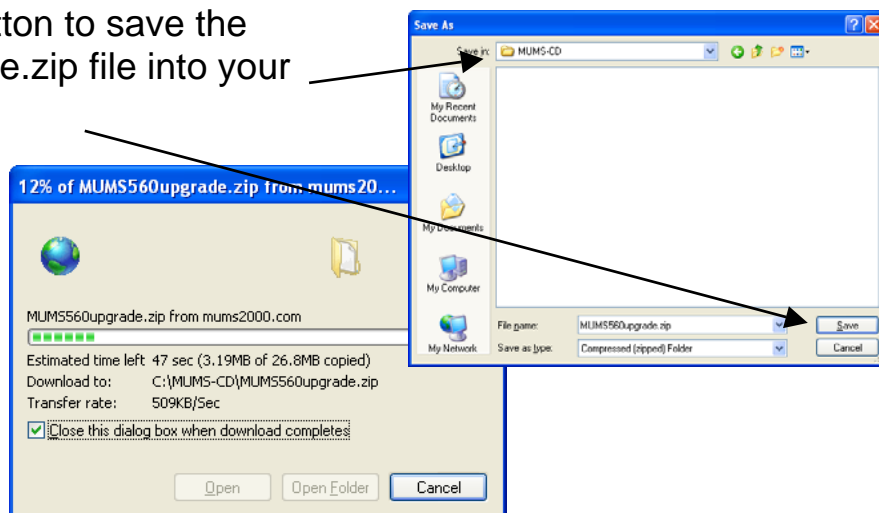 tton to save the
e.zip file into your
Save As
Save in:
MUMS-CD
My Recent
Documents
Desktop
My Documents
My Computer
My Network
File name:
MUMS560upgrade.zip
Save
Save as type:
Compressed (zipped) Folder
Cancel
12% of MUMS560upgrade.zip from mums20...
MUMS560upgrade.zip from mums2000.com
Estimated time left 47 sec (3.19MB of 26.8MB copied)
Download to: C:\MUMS-CD\MUMS560upgrade.zip
Transfer rate: 509KB/Sec
Close this dialog box when download completes
Open
Open Folder
Cancel